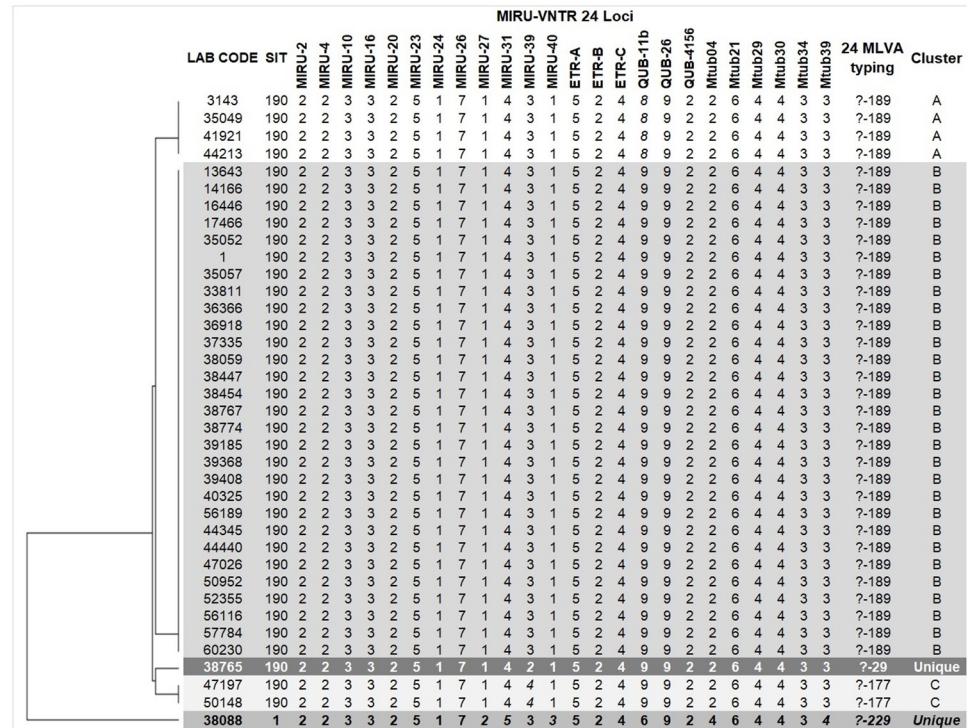 MIRU-VNTR 24 Loci
LAB CODE SIT MIRU-2 MIRU-4 MIRU-10 MIRU-16 MIRU-20 MIRU-23 MIRU-24 MIRU-26 MIRU-27 MIRU-31 MIRU-39 MIRU-40 ETR-A ETR-B ETR-C QUB-11b QUB-26 QUB-4156 Mtub04 Mtub21 Mtub29 Mtub30 Mtub34 Mtub39 24 MLVA typing Cluster
3143 190 2 2 3 3 2 5 1 7 1 4 3 1 5 2 4 8 9 2 2 6 4 4 3 3 ?-189 A
35049 190 2 2 3 3 2 5 1 7 1 4 3 1 5 2 4 8 9 2 2 6 4 4 3 3 ?-189 A
41921 190 2 2 3 3 2 5 1 7 1 4 3 1 5 2 4 8 9 2 2 6 4 4 3 3 ?-189 A
44213 190 2 2 3 3 2 5 1 7 1 4 3 1 5 2 4 8 9 2 2 6 4 4 3 3 ?-189 A
13643 190 2 2 3 3 2 5 1 7 1 4 3 1 5 2 4 9 9 2 2 6 4 4 3 3 ?-189 B
14166 190 2 2 3 3 2 5 1 7 1 4 3 1 5 2 4 9 9 2 2 6 4 4 3 3 ?-189 B
16446 190 2 2 3 3 2 5 1 7 1 4 3 1 5 2 4 9 9 2 2 6 4 4 3 3 ?-189 B
17466 190 2 2 3 3 2 5 1 7 1 4 3 1 5 2 4 9 9 2 2 6 4 4 3 3 ?-189 B
35052 190 2 2 3 3 2 5 1 7 1 4 3 1 5 2 4 9 9 2 2 6 4 4 3 3 ?-189 B
1 190 2 2 3 3 2 5 1 7 1 4 3 1 5 2 4 9 9 2 2 6 4 4 3 3 ?-189 B
35057 190 2 2 3 3 2 5 1 7 1 4 3 1 5 2 4 9 9 2 2 6 4 4 3 3 ?-189 B
33811 190 2 2 3 3 2 5 1 7 1 4 3 1 5 2 4 9 9 2 2 6 4 4 3 3 ?-189 B
36366 190 2 2 3 3 2 5 1 7 1 4 3 1 5 2 4 9 9 2 2 6 4 4 3 3 ?-189 B
36918 190 2 2 3 3 2 5 1 7 1 4 3 1 5 2 4 9 9 2 2 6 4 4 3 3 ?-189 B
37335 190 2 2 3 3 2 5 1 7 1 4 3 1 5 2 4 9 9 2 2 6 4 4 3 3 ?-189 B
38059 190 2 2 3 3 2 5 1 7 1 4 3 1 5 2 4 9 9 2 2 6 4 4 3 3 ?-189 B
38447 190 2 2 3 3 2 5 1 7 1 4 3 1 5 2 4 9 9 2 2 6 4 4 3 3 ?-189 B
38454 190 2 2 3 3 2 5 1 7 1 4 3 1 5 2 4 9 9 2 2 6 4 4 3 3 ?-189 B
38767 190 2 2 3 3 2 5 1 7 1 4 3 1 5 2 4 9 9 2 2 6 4 4 3 3 ?-189 B
38774 190 2 2 3 3 2 5 1 7 1 4 3 1 5 2 4 9 9 2 2 6 4 4 3 3 ?-189 B
39185 190 2 2 3 3 2 5 1 7 1 4 3 1 5 2 4 9 9 2 2 6 4 4 3 3 ?-189 B
39368 190 2 2 3 3 2 5 1 7 1 4 3 1 5 2 4 9 9 2 2 6 4 4 3 3 ?-189 B
39408 190 2 2 3 3 2 5 1 7 1 4 3 1 5 2 4 9 9 2 2 6 4 4 3 3 ?-189 B
40325 190 2 2 3 3 2 5 1 7 1 4 3 1 5 2 4 9 9 2 2 6 4 4 3 3 ?-189 B
56189 190 2 2 3 3 2 5 1 7 1 4 3 1 5 2 4 9 9 2 2 6 4 4 3 3 ?-189 B
44345 190 2 2 3 3 2 5 1 7 1 4 3 1 5 2 4 9 9 2 2 6 4 4 3 3 ?-189 B
44440 190 2 2 3 3 2 5 1 7 1 4 3 1 5 2 4 9 9 2 2 6 4 4 3 3 ?-189 B
47026 190 2 2 3 3 2 5 1 7 1 4 3 1 5 2 4 9 9 2 2 6 4 4 3 3 ?-189 B
50952 190 2 2 3 3 2 5 1 7 1 4 3 1 5 2 4 9 9 2 2 6 4 4 3 3 ?-189 B
52355 190 2 2 3 3 2 5 1 7 1 4 3 1 5 2 4 9 9 2 2 6 4 4 3 3 ?-189 B
56116 190 2 2 3 3 2 5 1 7 1 4 3 1 5 2 4 9 9 2 2 6 4 4 3 3 ?-189 B
57784 190 2 2 3 3 2 5 1 7 1 4 3 1 5 2 4 9 9 2 2 6 4 4 3 3 ?-189 B
60230 190 2 2 3 3 2 5 1 7 1 4 3 1 5 2 4 9 9 2 2 6 4 4 3 3 ?-189 B
38765 190 2 2 3 3 2 5 1 7 1 4 2 1 5 2 4 9 9 2 2 6 4 4 3 3 ?-29 Unique
47197 190 2 2 3 3 2 5 1 7 1 4 4 1 5 2 4 9 9 2 2 6 4 4 3 3 ?-177 C
50148 190 2 2 3 3 2 5 1 7 1 4 4 1 5 2 4 9 9 2 2 6 4 4 3 3 ?-177 C
38088 1 2 2 3 3 2 5 1 7 2 5 3 3 5 2 4 6 9 2 4 6 4 4 3 4 ?-229 Unique